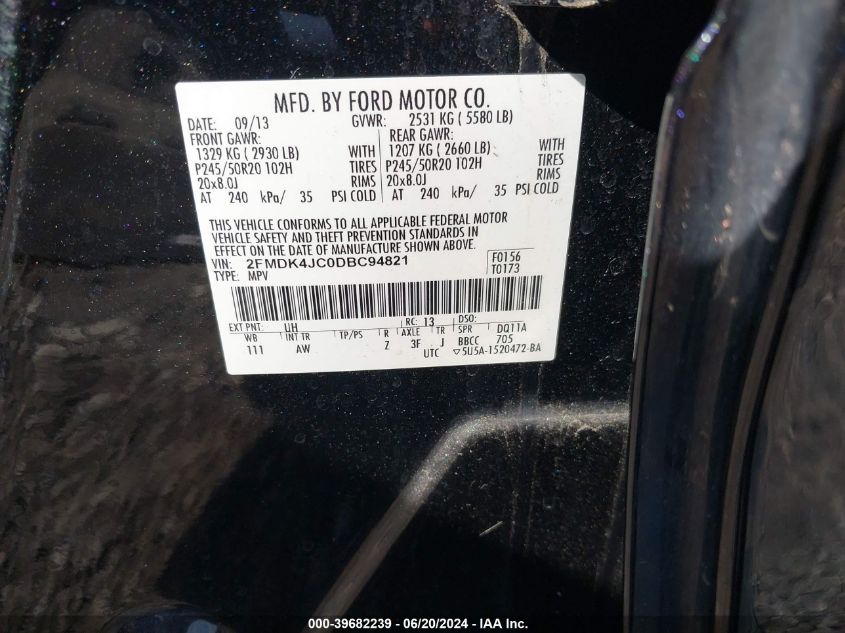 MFD. BY FORD MOTOR CO.
DATE: 09/13 GVWR: 2531 KG ( 5580 LB)
FRONT GAWR: REAR GAWR:
1329 KG ( 2930 LB) WITH 1207 KG ( 2660 LB) WITH
P245/50R20 102H TIRES P245/50R20 102H TIRES
20x8.0J RIMS 20x8.0J RIMS
AT 240 kPa/ 35 PSI COLD AT 240 kPa/ 35 PSI COLD
THIS VEHICLE CONFORMS TO ALL APPLICABLE FEDERAL MOTOR
VEHICLE SAFETY AND THEFT PREVENTION STANDARDS IN
EFFECT ON THE DATE OF MANUFACTURE SHOWN ABOVE.
VIN: 2FMDK4JC0DBC94821 F0156
TYPE: MPV T0173
EXT PNT: UH RC: 13 DSO:
WB INT TR TP/PS R AXLE TR SPR DQ11A
111 AW Z 3F J BBCC 705
UTC ▽5U5A-1520472-BA
000-39682239 - 06/20/2024 - IAA Inc.